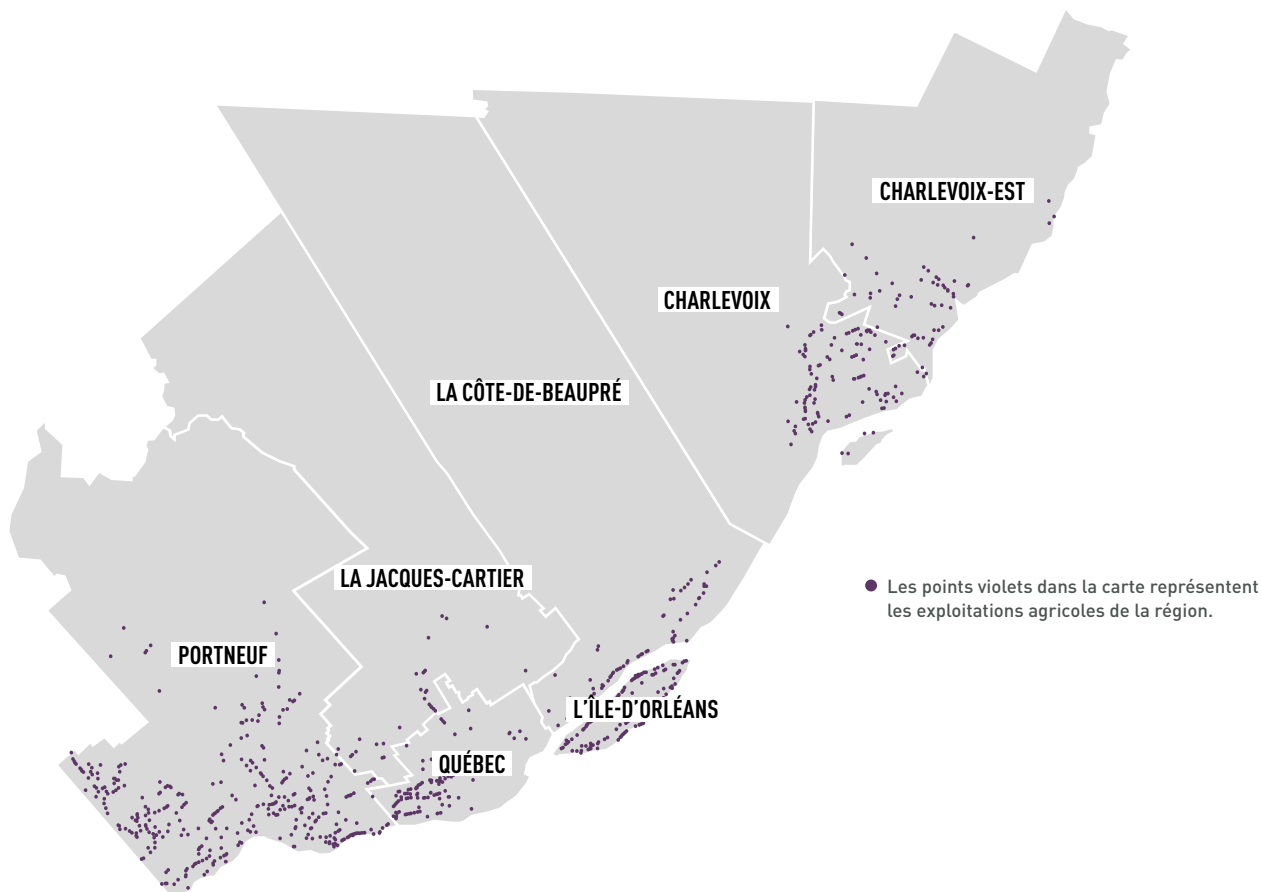 CHARLEVOIX-EST
CHARLEVOIX
LA CÔTE-DE-BEAUPRÉ
LA JACQUES-CARTIER
Les points violets dans la carte représentent
les exploitations agricoles de la région.
PORTNEUF
L'ÎLE-D'ORLÉANS
QUÉBEC